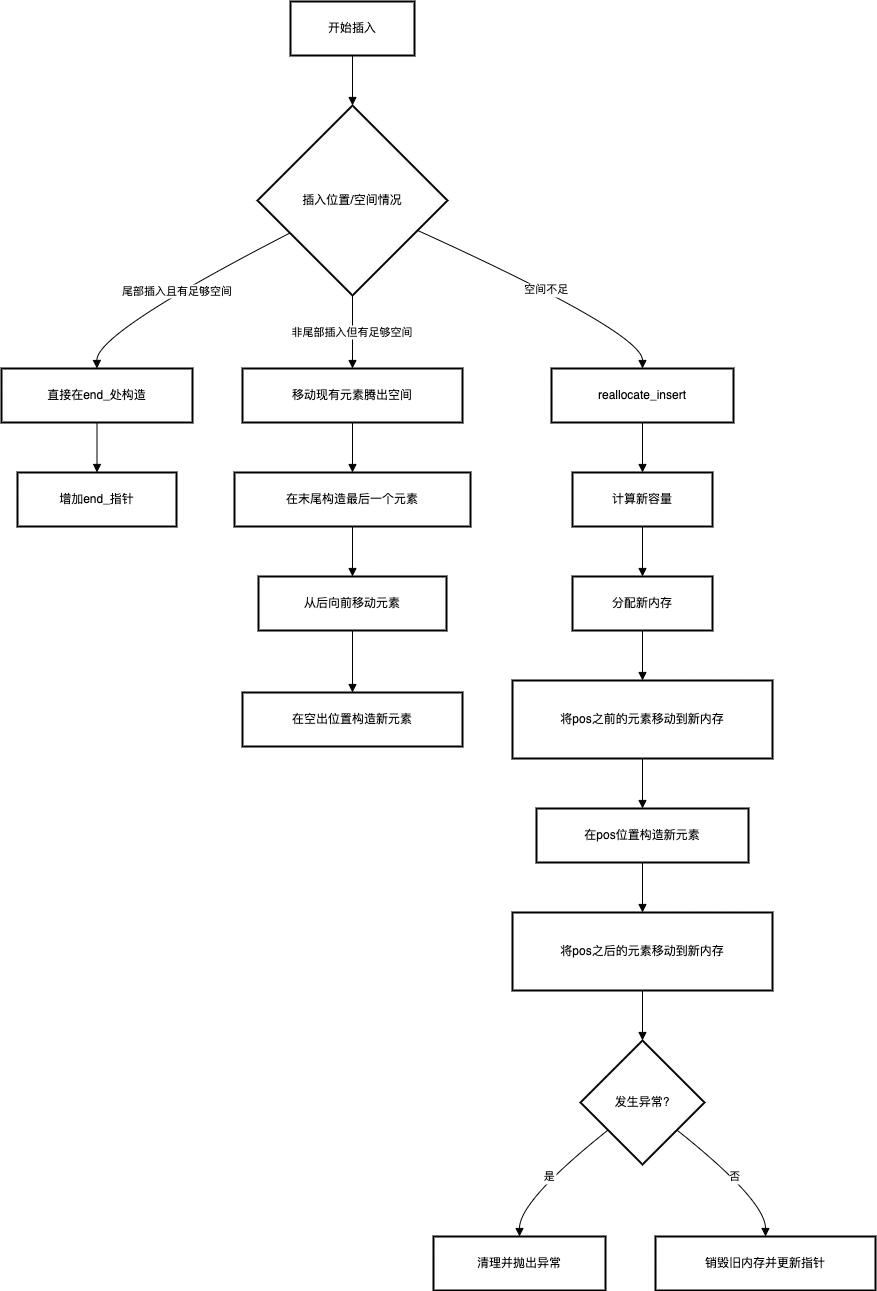 开始插入
插入位置/空间情况
尾部插入且有足够空间
空间不足
非尾部插入但有足够空间
直接在end_处构造
移动现有元素腾出空间
reallocate_insert
增加end_指针
在末尾构造最后一个元素
计算新容量
从后向前移动元素
分配新内存
在空出位置构造新元素
将pos之前的元素移动到新内存
在pos位置构造新元素
将pos之后的元素移动到新内存
发生异常?
是
否
清理并抛出异常
销毁旧内存并更新指针